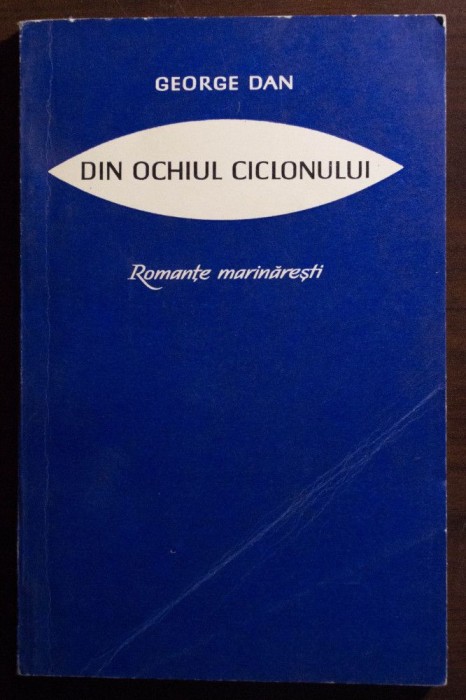 GEORGE DAN
DIN OCHIUL CICLONULUI
Romanțe marinărești